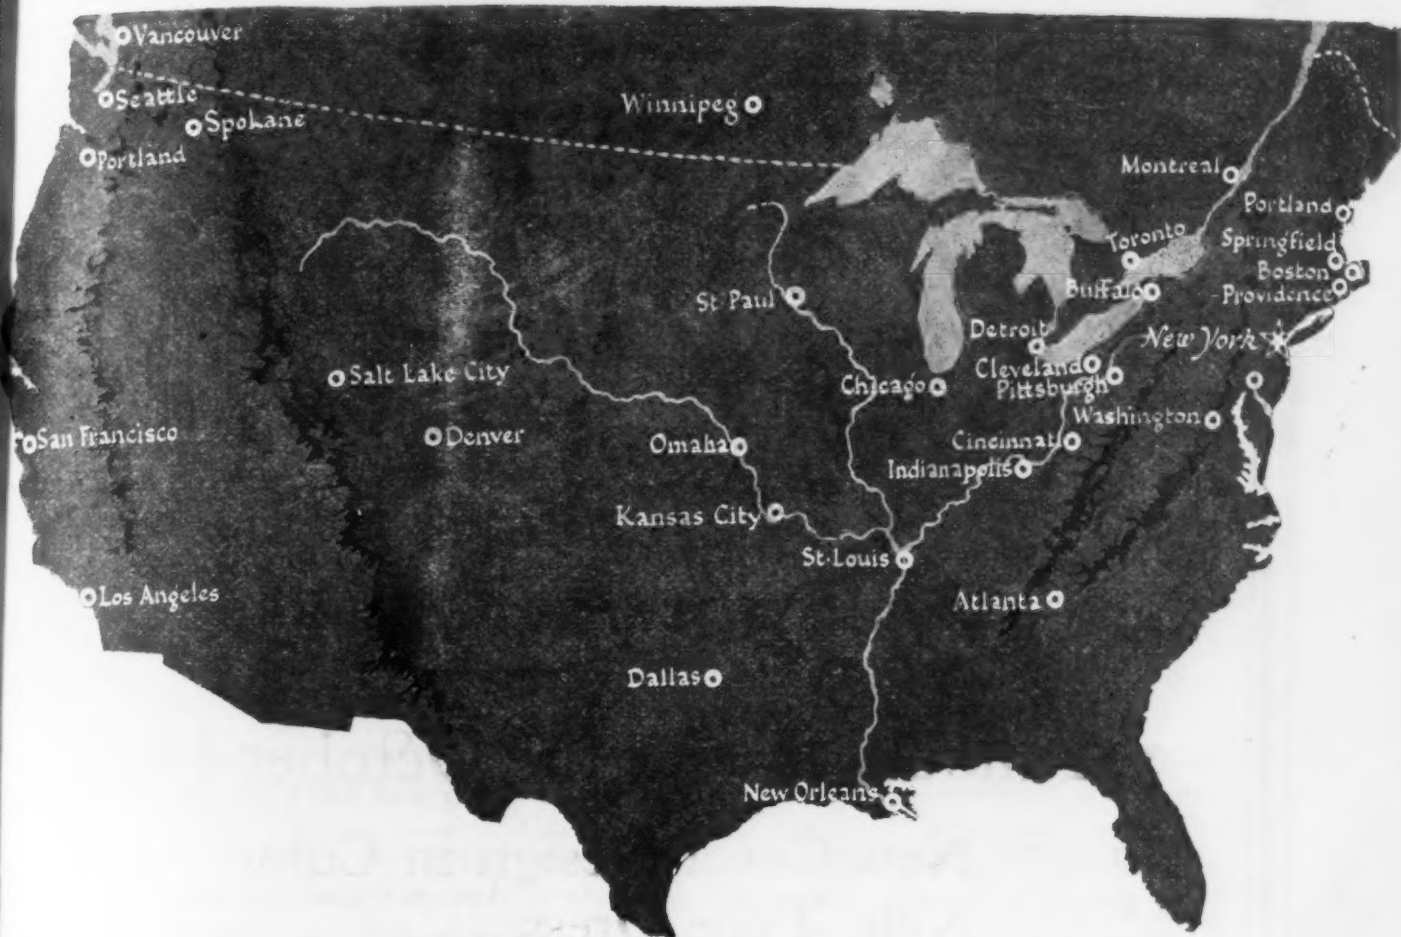 Vancouver
Seattle
Spokane
Portland
Winnipeg
Montreal
Portland
Springfield
Toronto
Boston
Buffalo
Providence
St Paul
Detroit
New York
Cleveland
Salt Lake City
Chicago
Pittsburgh
Washington
San Francisco
Denver
Omaha
Cincinnati
Indianapolis
Kansas City
St. Louis
Los Angeles
Atlanta
Dallas
New Orleans